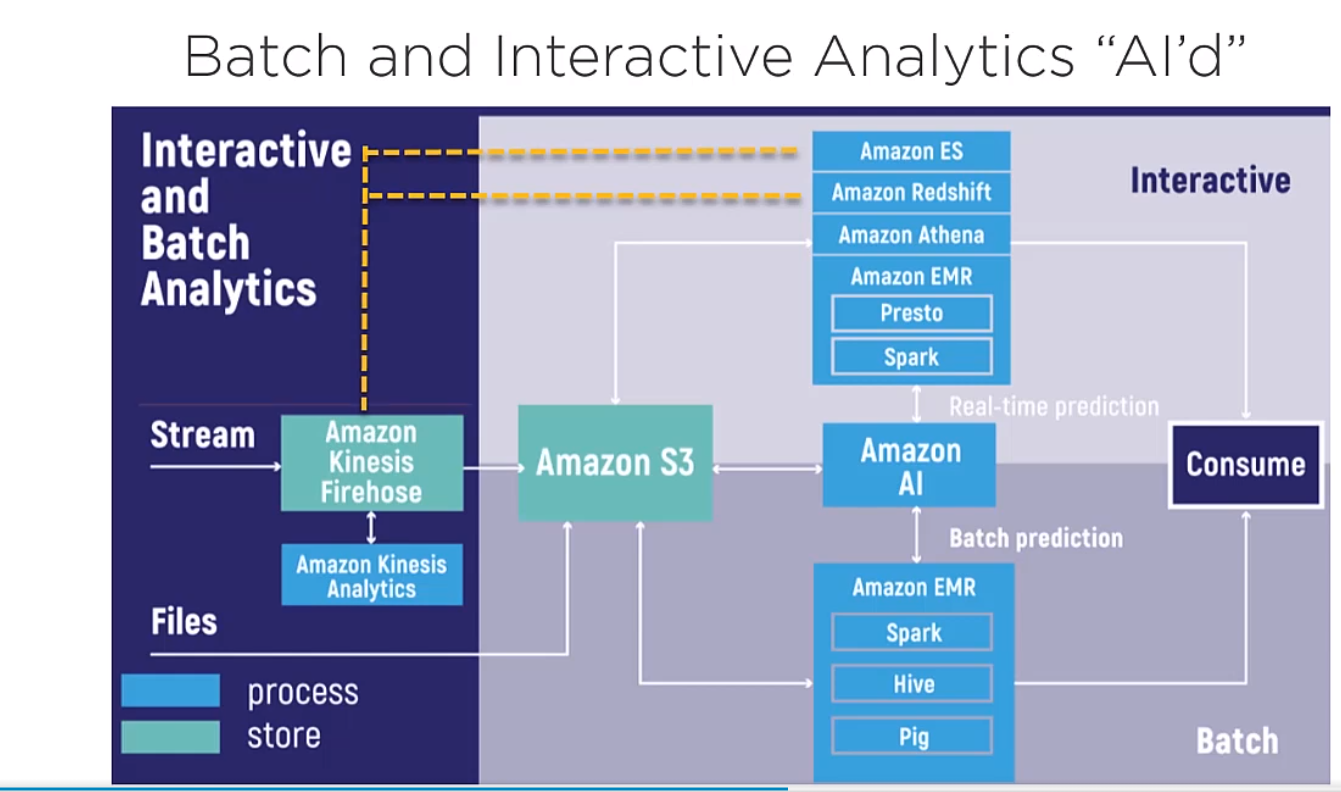 Batch and Interactive Analytics “AI’d”
Interactive
and
Batch
Analytics
Stream
Amazon
Kinesis
Firehose
Amazon Kinesis
Analytics
Files
process
store
Amazon S3
Amazon ES
Amazon Redshift
Amazon Athena
Amazon EMR
Presto
Spark
Interactive
Real-time prediction
Amazon
AI
Consume
Batch prediction
Amazon EMR
Spark
Hive
Pig
Batch